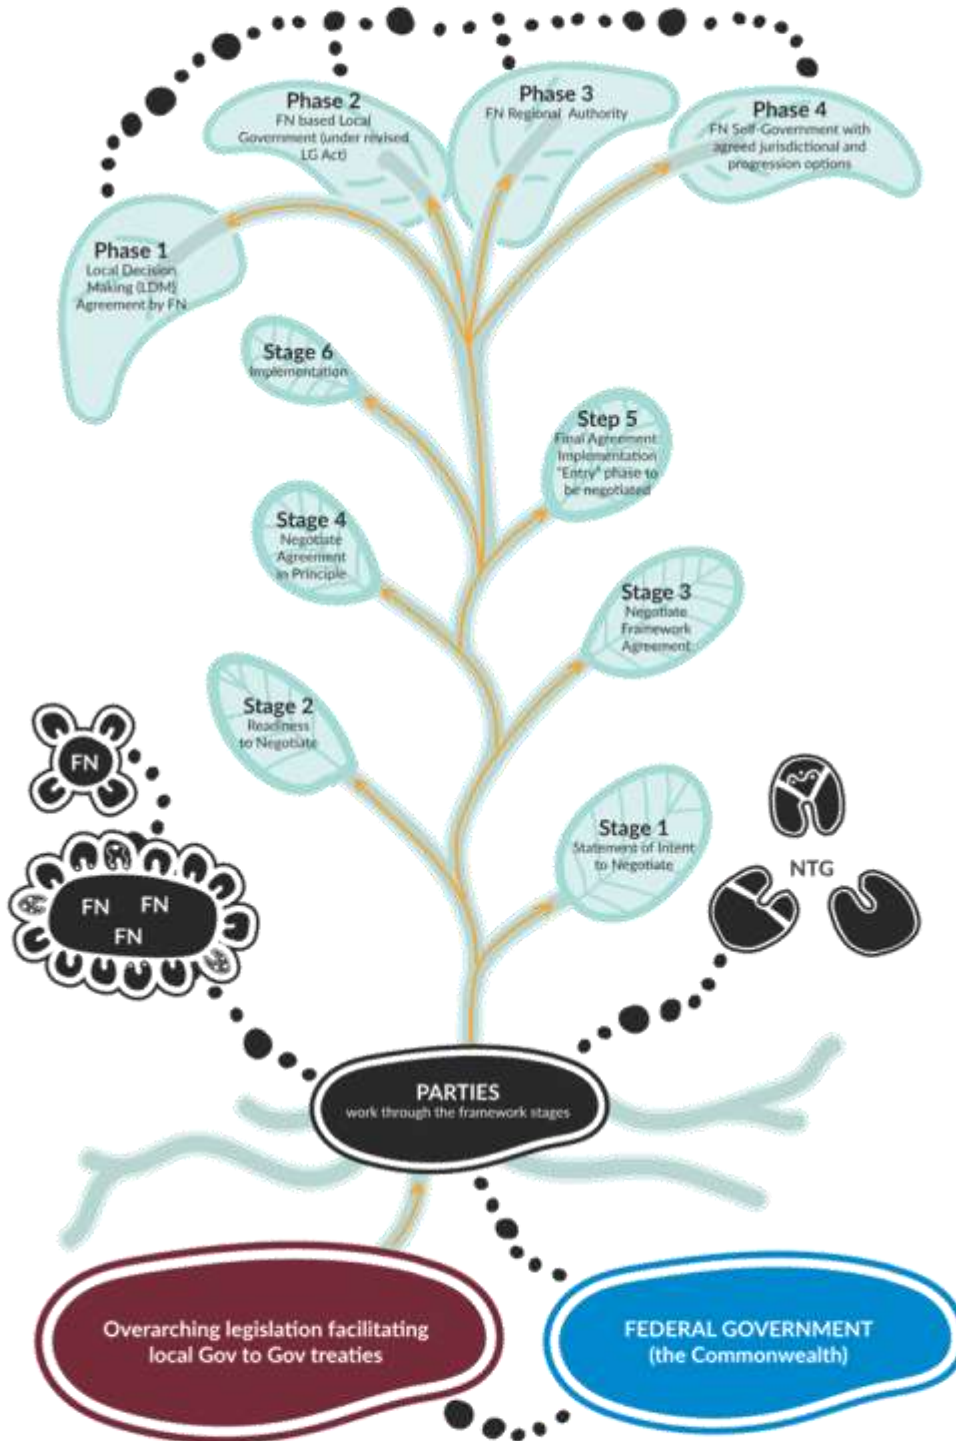 Phase 1
Local Decision
Making (LDM)
Agreement by FN
Phase 2
FN based Local
Government (under revised
LG Act)
Phase 3
FN Regional Authority
Phase 4
FN Self-Government with
agreed jurisdictional and
progression options
Stage 6
Implementation
Step 5
Final Agreement
Implementation
"Entry" phase to
be negotiated
Stage 4
Negotiate
Agreement
in Principle
Stage 3
Negotiate
Framework
Agreement
Stage 2
Readiness
to Negotiate
Stage 1
Statement of Intent
to Negotiate
FN
FN FN
FN
NTG
PARTIES
work through the framework stages
Overarching legislation facilitating
local Gov to Gov treaties
FEDERAL GOVERNMENT
(the Commonwealth)